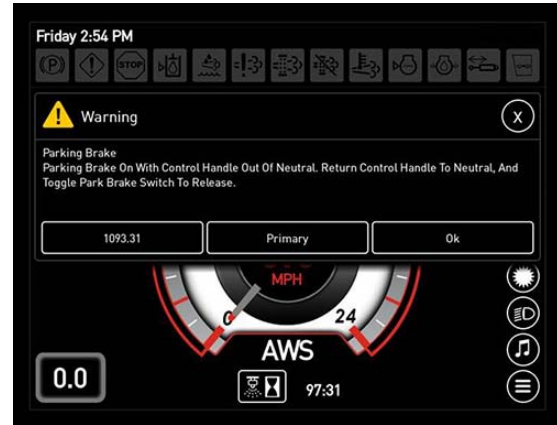 Friday 2:54 PM
STOP
Warning
X
Parking Brake
Parking Brake On With Control Handle Out Of Neutral. Return Control Handle To Neutral, And
Toggle Park Brake Switch To Release.
1093.31 Primary Ok
MPH
0 24
AWS
0.0
97:31